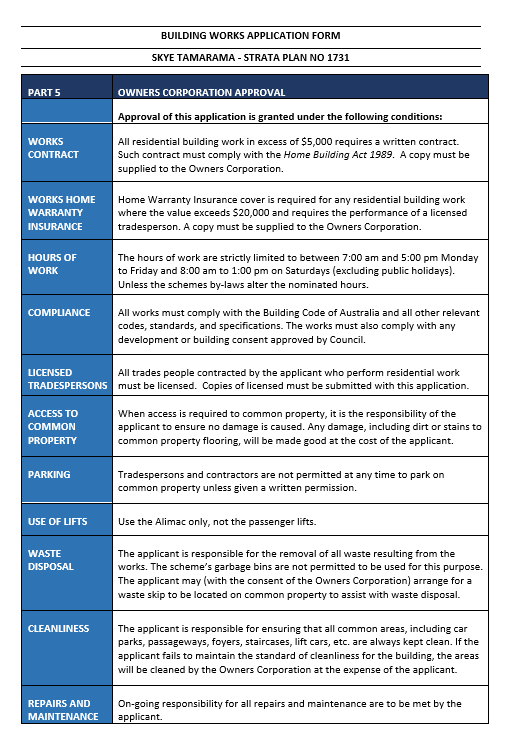 BUILDING WORKS APPLICATION FORM
SKYE TAMARAMA - STRATA PLAN NO 1731
PART 5 OWNERS CORPORATION APPROVAL
Approval of this application is granted under the following conditions:
WORKS
CONTRACT
All residential building work in excess of $5,000 requires a written contract.
Such contract must comply with the Home Building Act 1989. A copy must be
supplied to the Owners Corporation.
WORKS HOME
WARRANTY
INSURANCE
Home Warranty Insurance cover is required for any residential building work
where the value exceeds $20,000 and requires the performance of a licensed
tradesperson. A copy must be supplied to the Owners Corporation.
HOURS OF
WORK
The hours of work are strictly limited to between 7:00 am and 5:00 pm Monday
to Friday and 8:00 am to 1:00 pm on Saturdays (excluding public holidays).
Unless the schemes by-laws alter the nominated hours.
COMPLIANCE
All works must comply with the Building Code of Australia and all other relevant
codes, standards, and specifications. The works must also comply with any
development or building consent approved by Council.
LICENSED
TRADESPERSONS
All trades people contracted by the applicant who perform residential work
must be licensed. Copies of licensed must be submitted with this application.
ACCESS TO
COMMON
PROPERTY
When access is required to common property, it is the responsibility of the
applicant to ensure no damage is caused. Any damage, including dirt or stains to
common property flooring, will be made good at the cost of the applicant.
PARKING
Tradespersons and contractors are not permitted at any time to park on
common property unless given a written permission.
USE OF LIFTS
Use the Alimac only, not the passenger lifts.
WASTE
DISPOSAL
The applicant is responsible for the removal of all waste resulting from the
works. The scheme's garbage bins are not permitted to be used for this purpose.
The applicant may (with the consent of the Owners Corporation) arrange for a
waste skip to be located on common property to assist with waste disposal.
CLEANLINESS
The applicant is responsible for ensuring that all common areas, including car
parks, passageways, foyers, staircases, lift cars, etc. are always kept clean. If the
applicant fails to maintain the standard of cleanliness for the building, the areas
will be cleaned by the Owners Corporation at the expense of the applicant.
REPAIRS AND
MAINTENANCE
On-going responsibility for all repairs and maintenance are to be met by the
applicant.